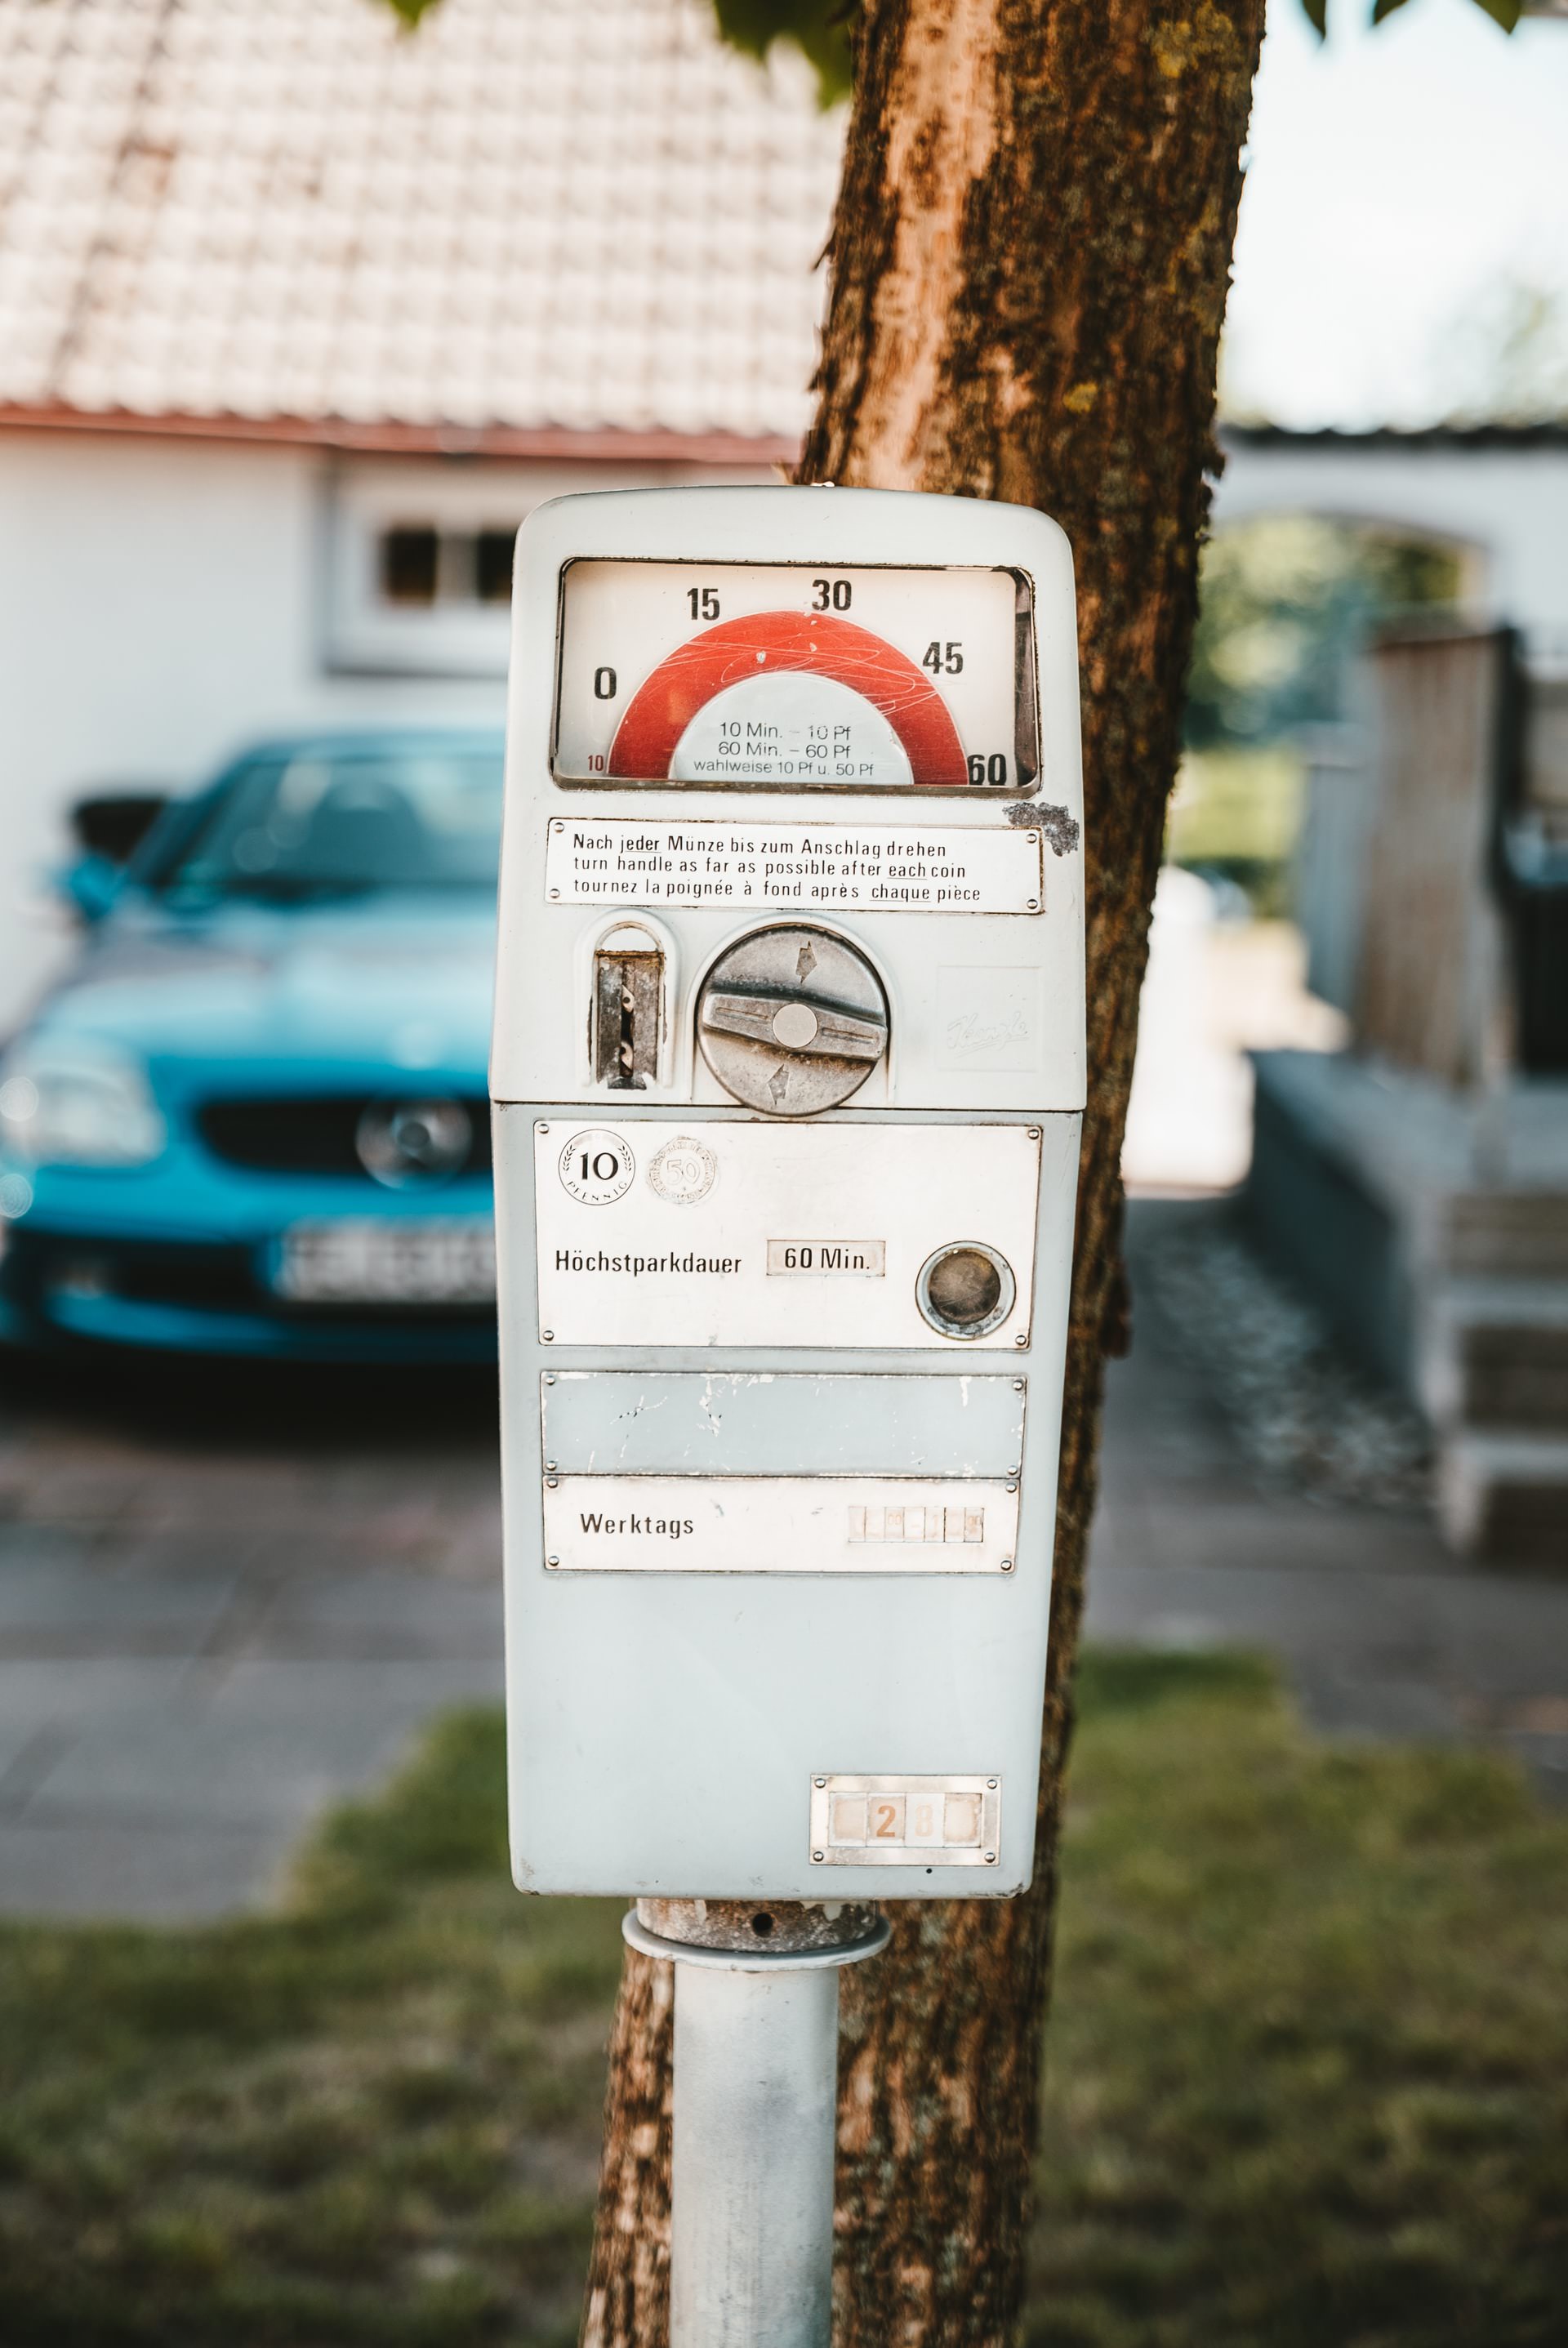 15 30
0 45
10 60
10 Min. - 10 Pf
60 Min. - 60 Pf
wahlweise 10 Pf u. 50 Pf
Nach jeder Münze bis zum Anschlag drehen
turn handle as far as possible after each coin
tournez la poignée à fond après chaque pièce
10 50
PFENNIG
Höchstparkdauer 60 Min.
Werktags
28